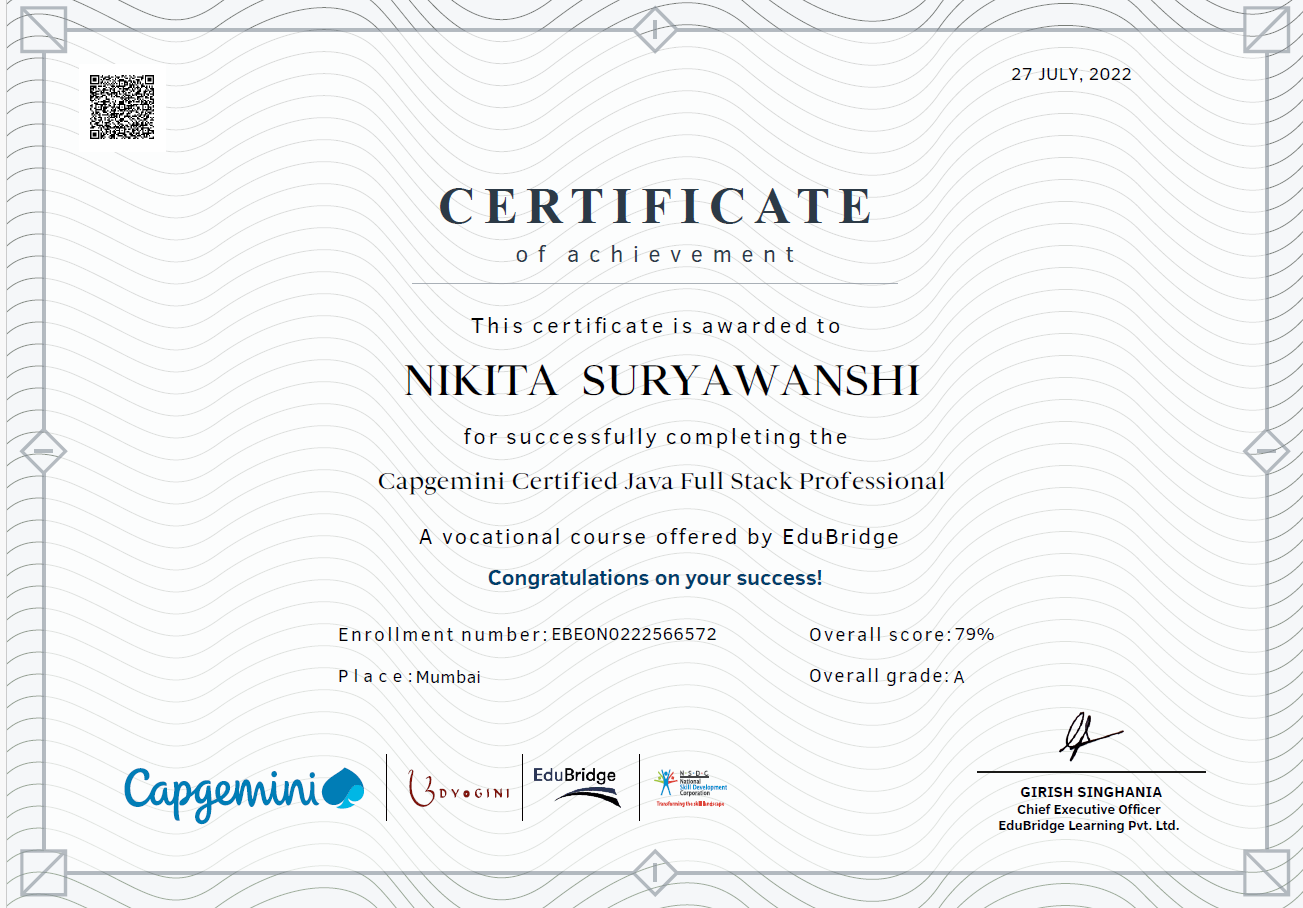 27 JULY, 2022
CERTIFICATE
of achievement
This certificate is awarded to
NIKITA SURYAWANSHI
for successfully completing the
Capgemini Certified Java Full Stack Professional
A vocational course offered by EduBridge
Congratulations on your success!
Enrollment number: EBEON0222566572
Overall score: 79%
Place: Mumbai
Overall grade: A
Capgemini
UDYOGINI
EduBridge
N·S·D·C
National
Skill Development
Corporation
Transforming the skill landscape
GIRISH SINGHANIA
Chief Executive Officer
EduBridge Learning Pvt. Ltd.